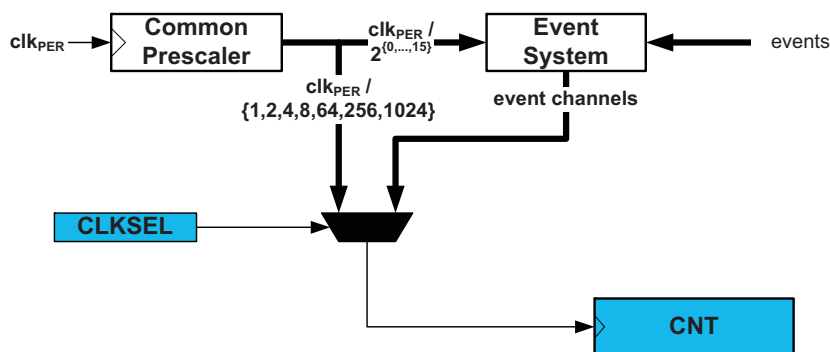 clkPER
Common
Prescaler
clkPER /
2{0,...,15}
Event
System
events
clkPER /
{1,2,4,8,64,256,1024}
event channels
CLKSEL
CNT